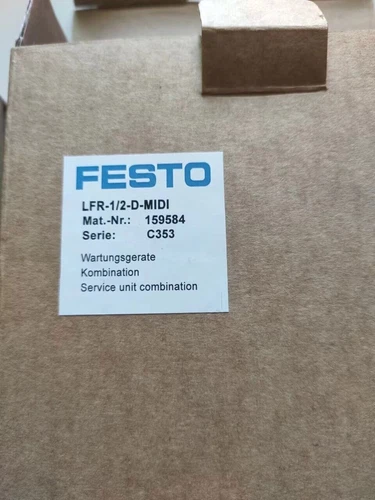 FESTO
LFR-1/2-D-MIDI
Mat.-Nr.: 159584
Serie: C353
Wartungsgerate
Kombination
Service unit combination